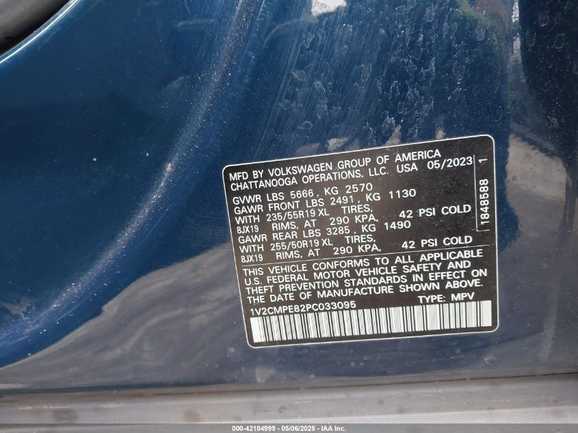 MFD BY VOLKSWAGEN GROUP OF AMERICA
CHATTANOOGA OPERATIONS, LLC. USA 05/2023
GVWR LBS 5666, KG 2570
GAWR FRONT LBS 2491, KG 1130
WITH 235/55R19 XL TIRES,
8JX19 RIMS, AT 290 KPA, 42 PSI COLD
GAWR REAR LBS 3285, KG 1490
WITH 255/50R19 XL TIRES,
8JX19 RIMS, AT 290 KPA, 42 PSI COLD
THIS VEHICLE CONFORMS TO ALL APPLICABLE
U.S. FEDERAL MOTOR VEHICLE SAFETY AND
THEFT PREVENTION STANDARDS IN EFFECT ON
THE DATE OF MANUFACTURE SHOWN ABOVE.
1V2CMPE82PC033095 TYPE: MPV
1848588 1
000-42104999 - 05/06/2025 - IAA Inc.